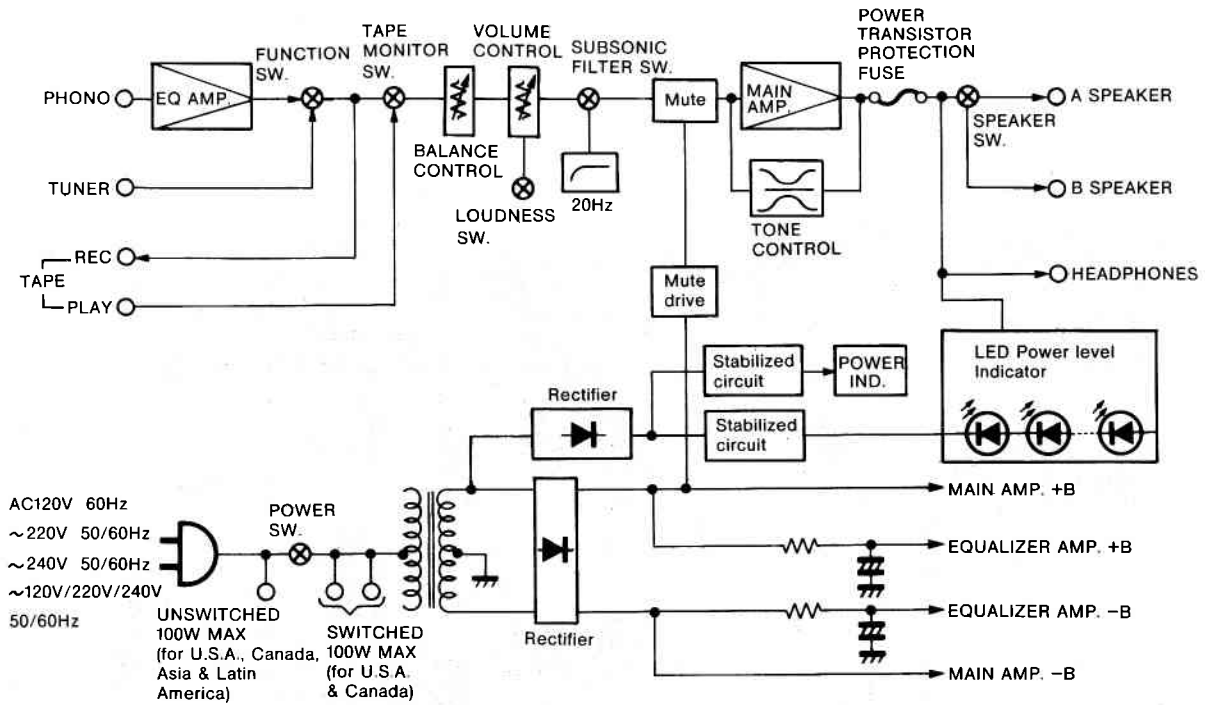 POWER
TRANSISTOR
PROTECTION
FUSE
TAPE
MONITOR
SW.
VOLUME
CONTROL
FUNCTION
SW.
SUBSONIC
FILTER SW.
PHONO
EQ AMP.
Mute
MAIN
AMP.
A SPEAKER
SPEAKER
SW.
BALANCE
CONTROL
TUNER
LOUDNESS
SW.
20Hz
B SPEAKER
TONE
CONTROL
REC
TAPE
PLAY
Mute
drive
HEADPHONES
LED Power level
Indicator
Stabilized
circuit
POWER
IND.
Rectifier
Stabilized
circuit
MAIN AMP. +B
AC120V 60Hz
~220V 50/60Hz
~240V 50/60Hz
~120V/220V/240V
50/60Hz
POWER
SW.
EQUALIZER AMP. +B
EQUALIZER AMP. −B
UNSWITCHED
100W MAX
(for U.S.A., Canada,
Asia & Latin
America)
SWITCHED
100W MAX
(for U.S.A.
& Canada)
Rectifier
MAIN AMP. −B